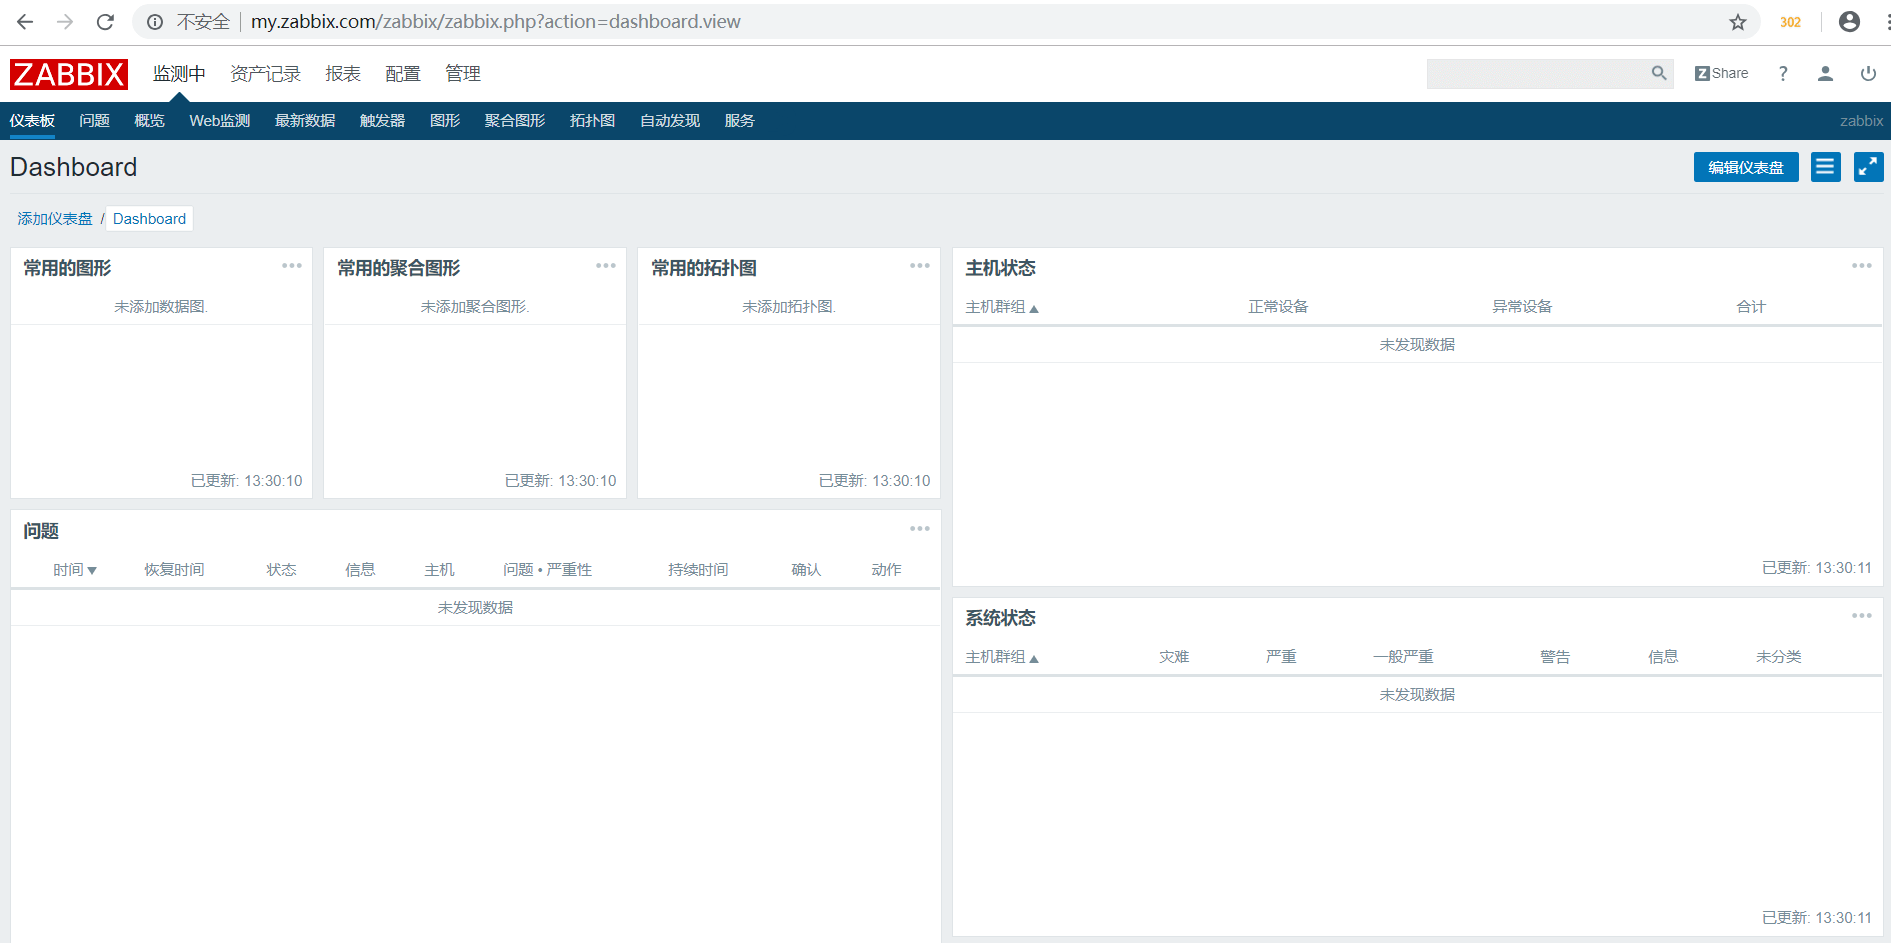 不安全 my.zabbix.com/zabbix/zabbix.php?action=dashboard.view 302
ZABBIX 监测中 资产记录 报表 配置 管理 Z Share ?
仪表板 问题 概览 Web监测 最新数据 触发器 图形 聚合图形 拓扑图 自动发现 服务 zabbix
Dashboard 编辑仪表盘
添加仪表盘 / Dashboard
常用的图形
未添加数据图.
已更新: 13:30:10
常用的聚合图形
未添加聚合图形.
已更新: 13:30:10
常用的拓扑图
未添加拓扑图.
已更新: 13:30:10
主机状态
主机群组▲ 正常设备 异常设备 合计
未发现数据
已更新: 13:30:11
问题
时间▼ 恢复时间 状态 信息 主机 问题 • 严重性 持续时间 确认 动作
未发现数据
系统状态
主机群组▲ 灾难 严重 一般严重 警告 信息 未分类
未发现数据
已更新: 13:30:11